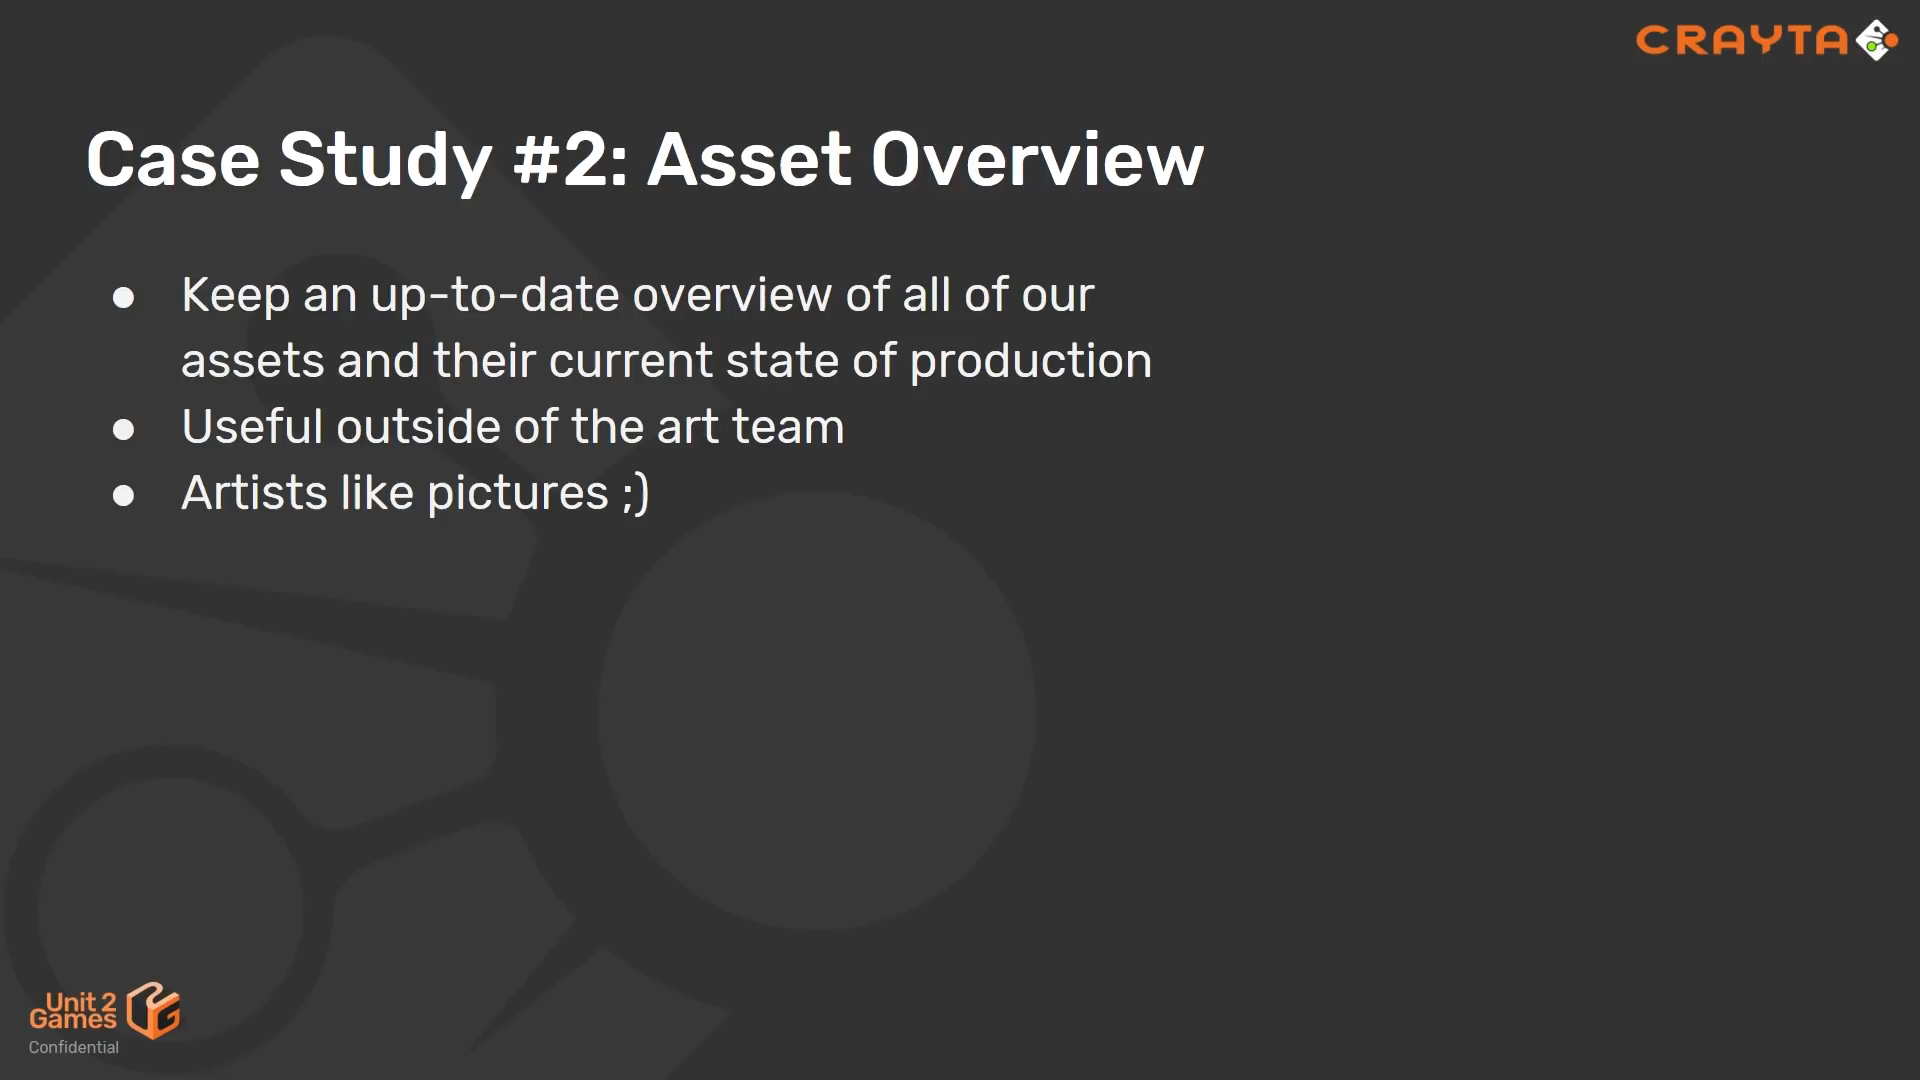 CRAYTA
Case Study #2: Asset Overview
● Keep an up-to-date overview of all of our
assets and their current state of production
● Useful outside of the art team
● Artists like pictures ;)
Unit 2
Games
Confidential